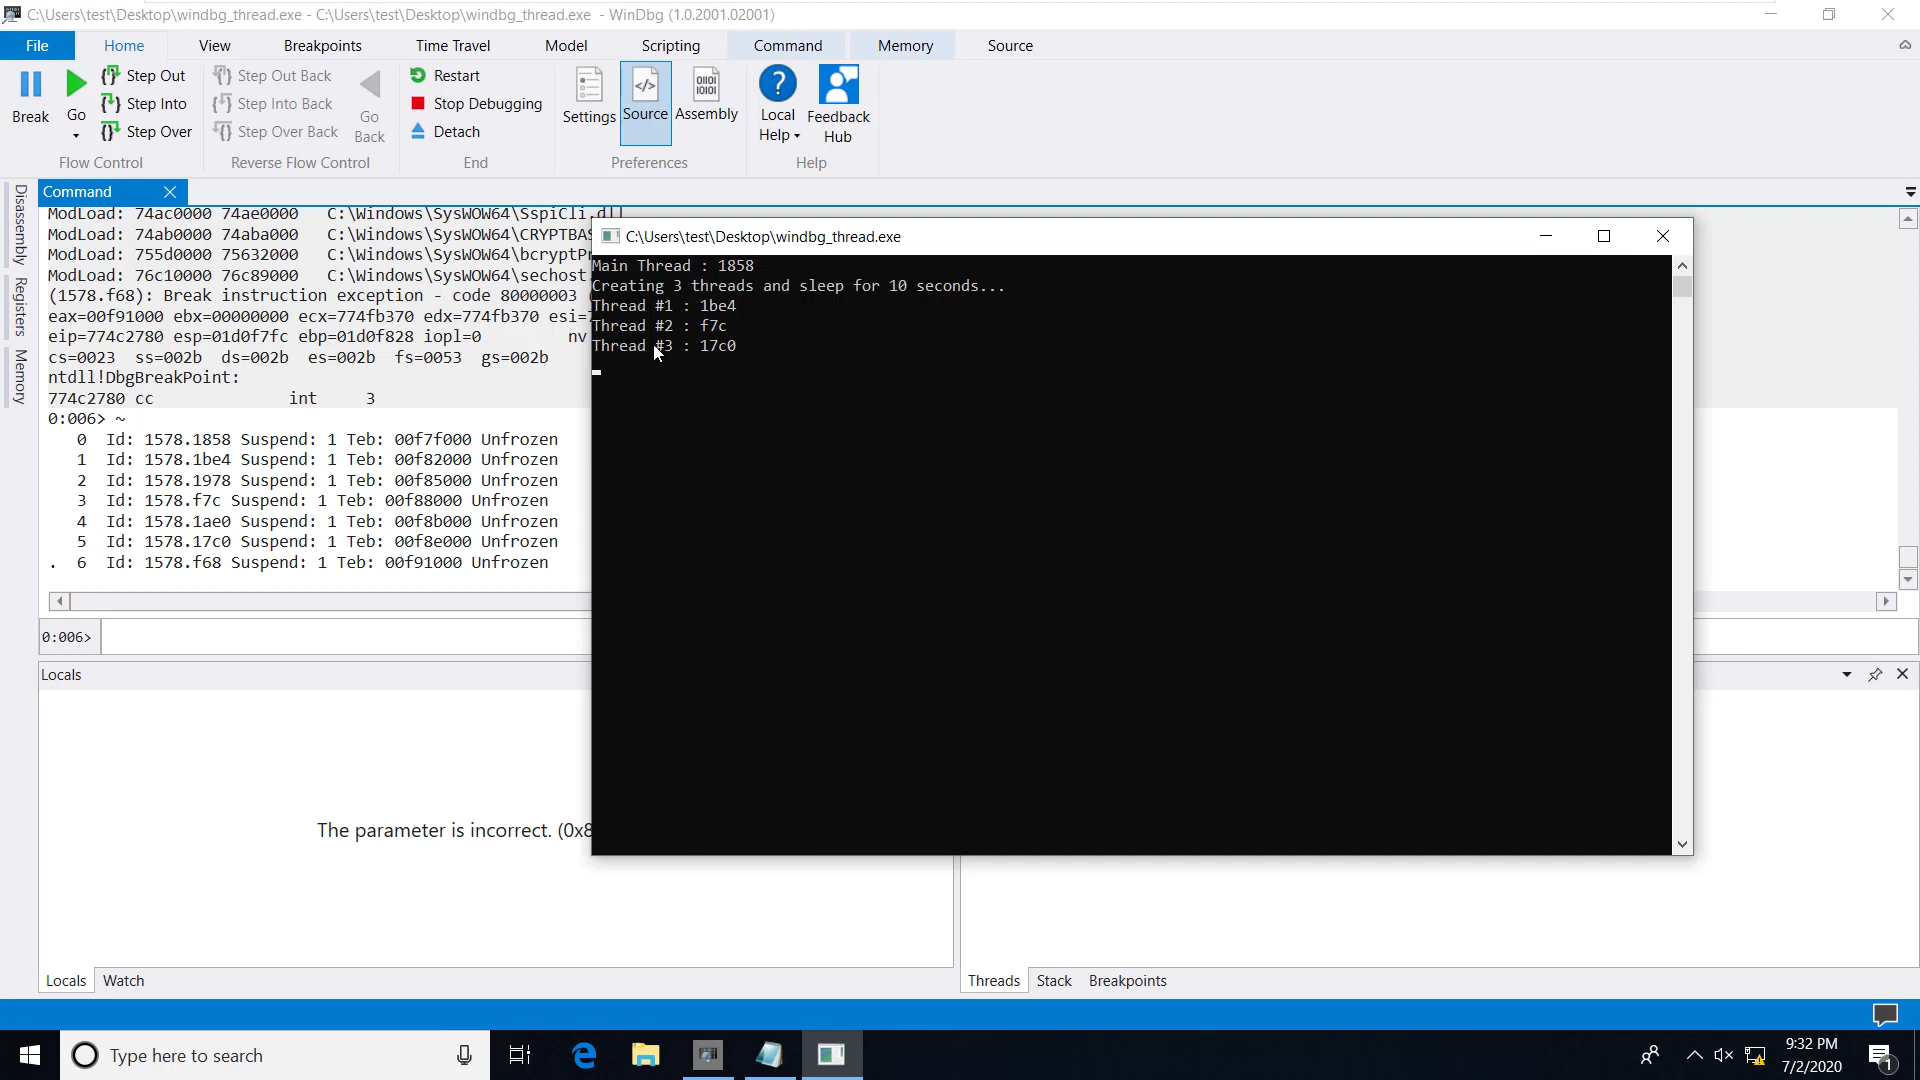 C:\Users\test\Desktop\windbg_thread.exe - C:\Users\test\Desktop\windbg_thread.exe - WinDbg (1.0.2001.02001)
File Home View Breakpoints Time Travel Model Scripting Command Memory Source
Break
Go
Step Out
Step Into
Step Over
Flow Control
Step Out Back
Step Into Back
Step Over Back
Go Back
Reverse Flow Control
Restart
Stop Debugging
Detach
End
Settings
Source
Assembly
Preferences
Local Help
Feedback Hub
Help
Disassembly
Registers
Memory
Command
ModLoad: 74ac0000 74ae0000 C:\Windows\SysWOW64\SspiCli.dll
ModLoad: 74ab0000 74aba000 C:\Windows\SysWOW64\CRYPTBAS
ModLoad: 755d0000 75632000 C:\Windows\SysWOW64\bcryptPr
ModLoad: 76c10000 76c89000 C:\Windows\SysWOW64\sechost
(1578.f68): Break instruction exception - code 80000003 (
eax=00f91000 ebx=00000000 ecx=774fb370 edx=774fb370 esi=
eip=774c2780 esp=01d0f7fc ebp=01d0f828 iopl=0 nv
cs=0023 ss=002b ds=002b es=002b fs=0053 gs=002b
ntdll!DbgBreakPoint:
774c2780 cc int 3
0:006> ~
0 Id: 1578.1858 Suspend: 1 Teb: 00f7f000 Unfrozen
1 Id: 1578.1be4 Suspend: 1 Teb: 00f82000 Unfrozen
2 Id: 1578.1978 Suspend: 1 Teb: 00f85000 Unfrozen
3 Id: 1578.f7c Suspend: 1 Teb: 00f88000 Unfrozen
4 Id: 1578.1ae0 Suspend: 1 Teb: 00f8b000 Unfrozen
5 Id: 1578.17c0 Suspend: 1 Teb: 00f8e000 Unfrozen
. 6 Id: 1578.f68 Suspend: 1 Teb: 00f91000 Unfrozen
0:006>
C:\Users\test\Desktop\windbg_thread.exe
Main Thread : 1858
Creating 3 threads and sleep for 10 seconds...
Thread #1 : 1be4
Thread #2 : f7c
Thread #3 : 17c0
Locals
The parameter is incorrect. (0x8
Locals Watch
Threads Stack Breakpoints
Type here to search
9:32 PM
7/2/2020
1